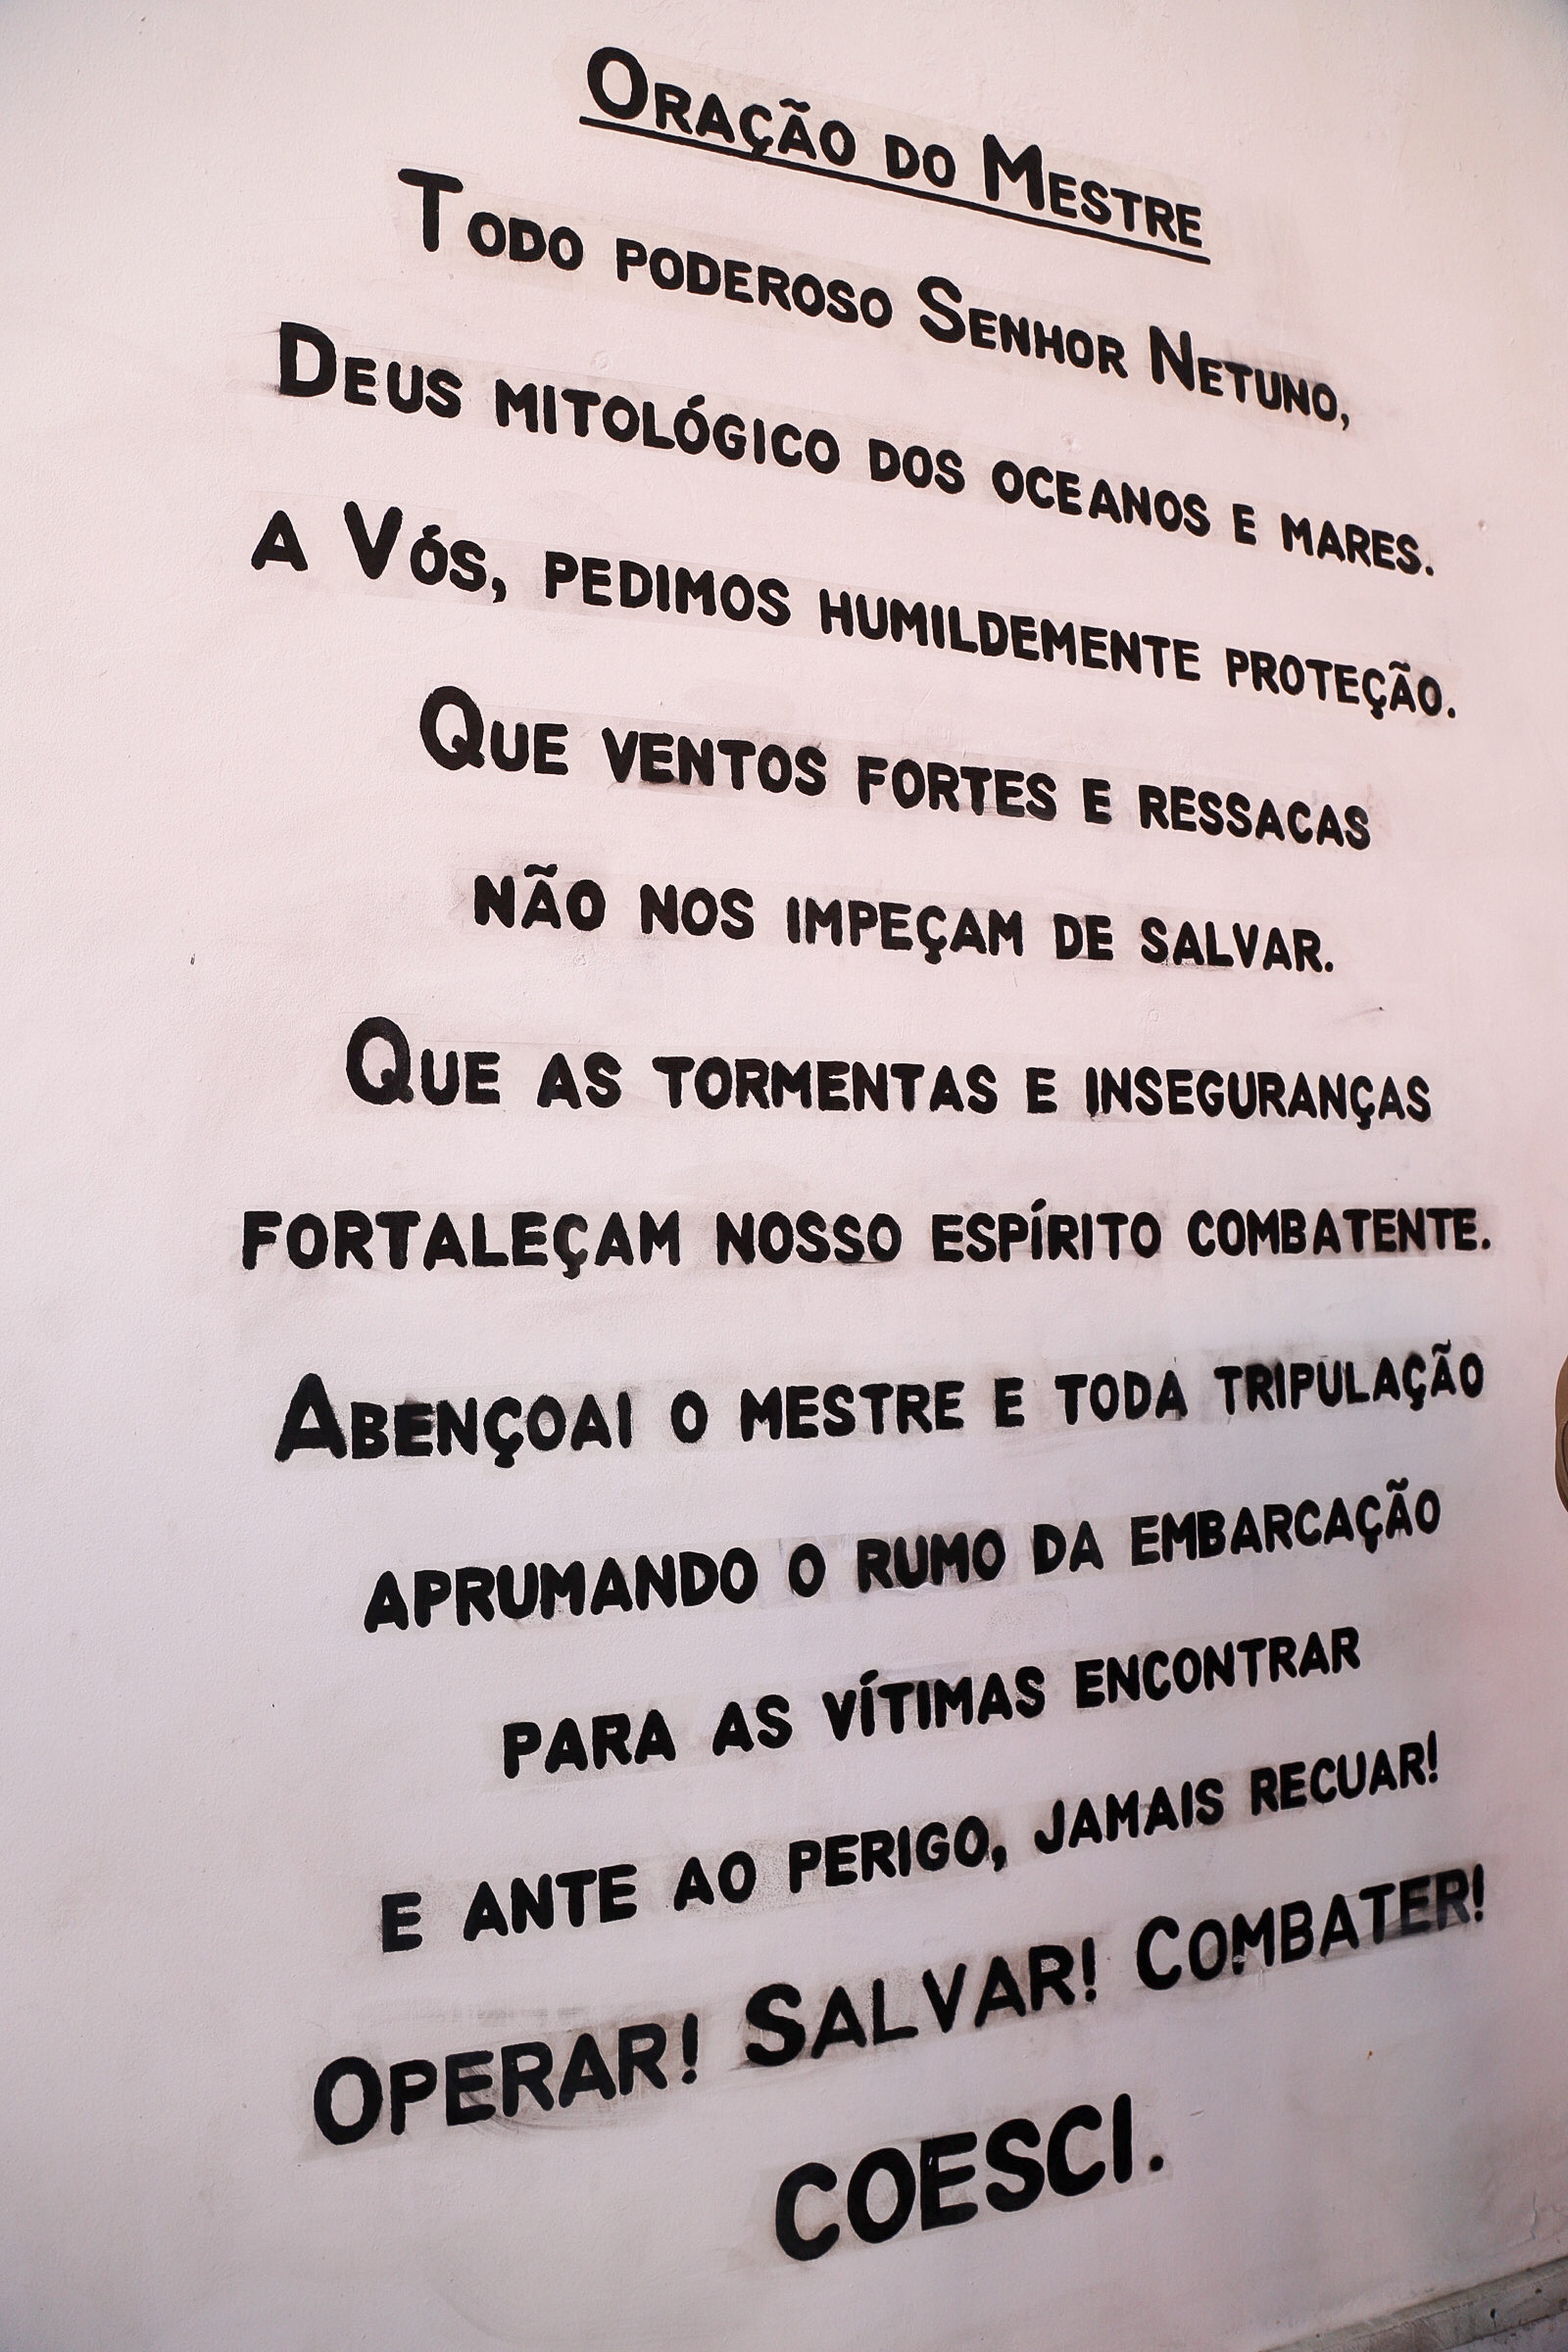 Oração do Mestre
Todo poderoso Senhor Netuno,
Deus mitológico dos oceanos e mares.
a Vós, pedimos humildemente proteção.
Que ventos fortes e ressacas
não nos impeçam de salvar.
Que as tormentas e inseguranças
fortaleçam nosso espírito combatente.
Abençoai o mestre e toda tripulação
aprumando o rumo da embarcação
para as vítimas encontrar
e ante ao perigo, jamais recuar!
Operar! Salvar! Combater!
COESCI.